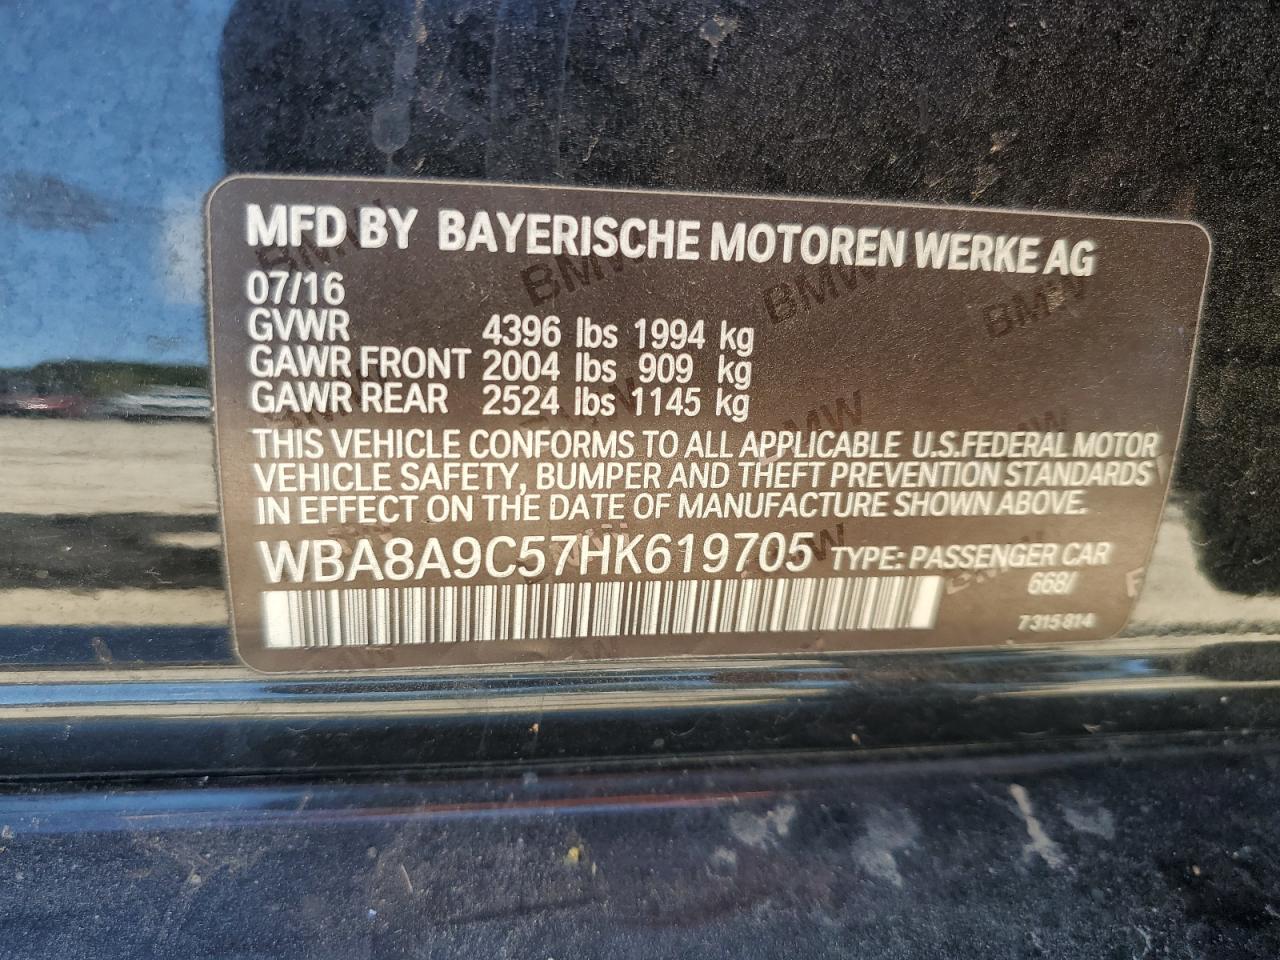 MFD BY BAYERISCHE MOTOREN WERKE AG
07/16
GVWR 4396 lbs 1994 kg
GAWR FRONT 2004 lbs 909 kg
GAWR REAR 2524 lbs 1145 kg
THIS VEHICLE CONFORMS TO ALL APPLICABLE U.S.FEDERAL MOTOR
VEHICLE SAFETY, BUMPER AND THEFT PREVENTION STANDARDS
IN EFFECT ON THE DATE OF MANUFACTURE SHOWN ABOVE.
WBA8A9C57HK619705 TYPE: PASSENGER CAR
668/
7315814